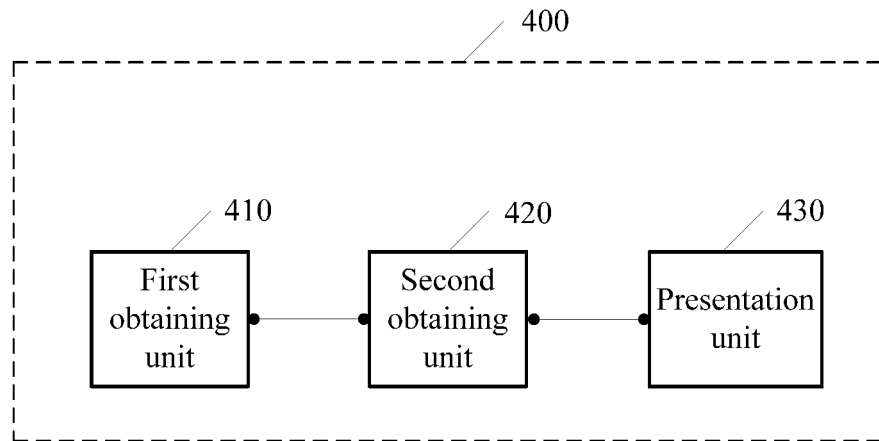 400
410
420
430
First
obtaining
unit
Second
obtaining
unit
Presentation
unit